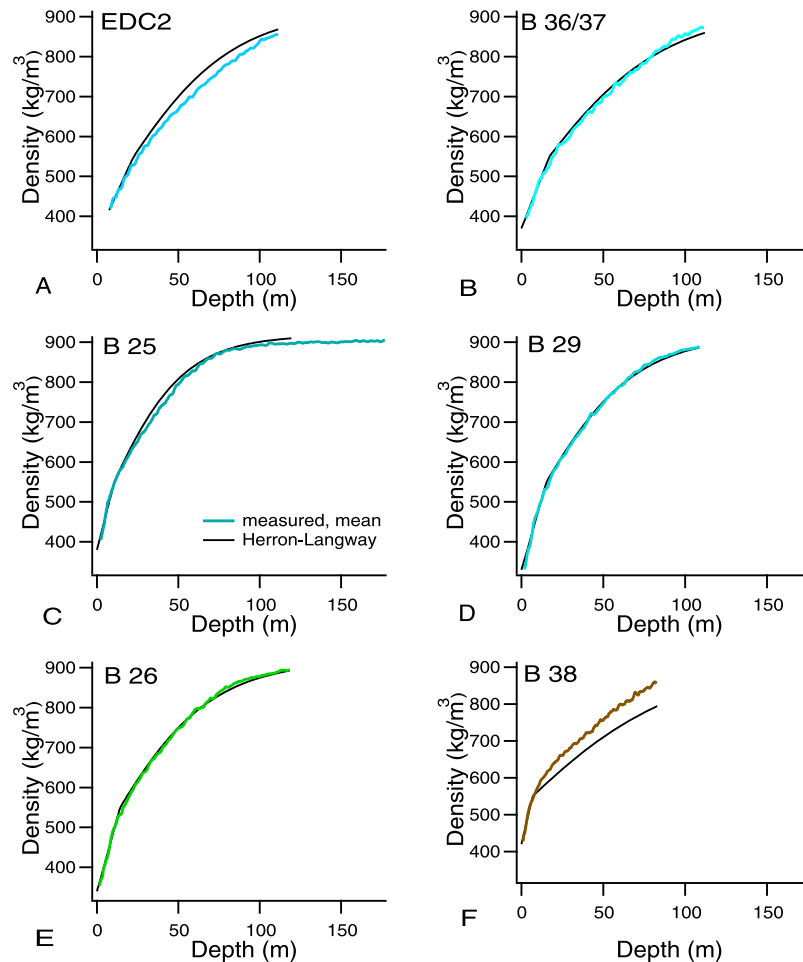 EDC2
900
800
700
600
500
400
Density (kg/m³)
0
50
100
150
Depth (m)
A
B 36/37
900
800
700
600
500
400
Density (kg/m³)
0
50
100
150
Depth (m)
B
B 25
900
800
700
600
500
400
Density (kg/m³)
measured, mean
Herron-Langway
0
50
100
150
Depth (m)
C
B 29
900
800
700
600
500
400
Density (kg/m³)
0
50
100
150
Depth (m)
D
B 26
900
800
700
600
500
400
Density (kg/m³)
0
50
100
150
Depth (m)
E
B 38
900
800
700
600
500
400
Density (kg/m³)
0
50
100
150
Depth (m)
F